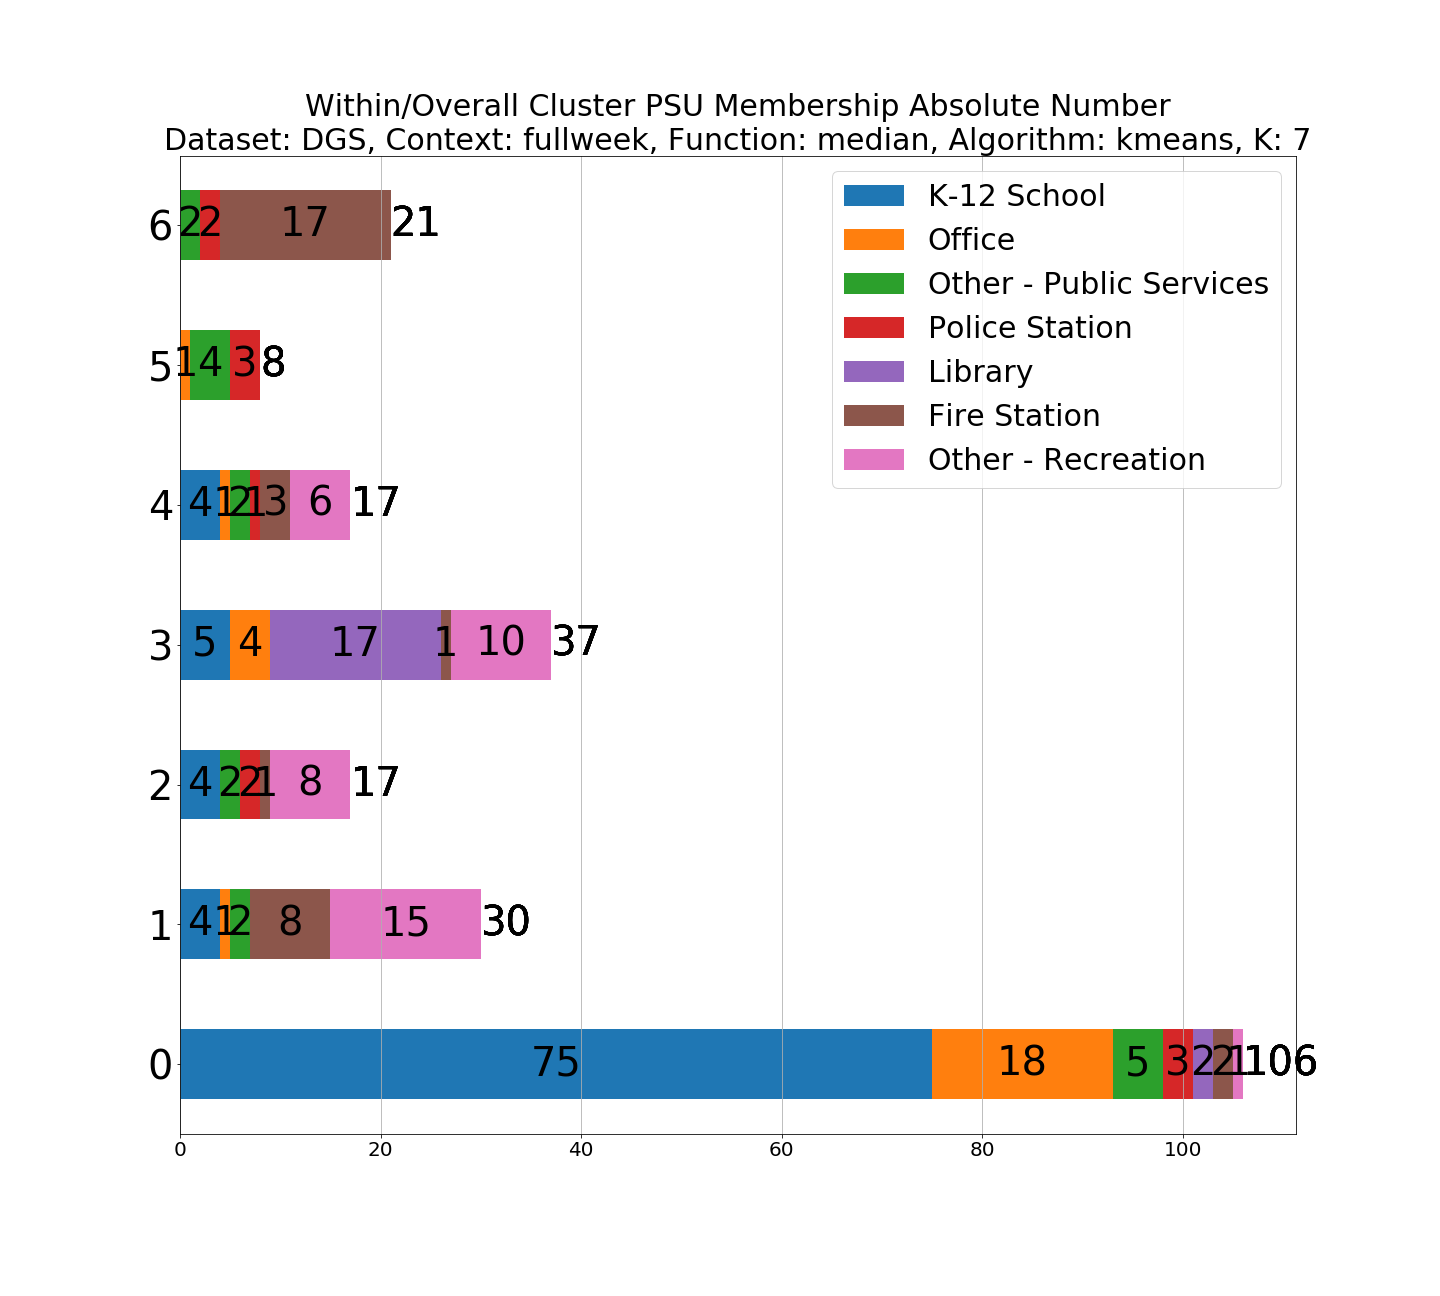 Within/Overall Cluster PSU Membership Absolute Number
Dataset: DGS, Context: fullweek, Function: median, Algorithm: kmeans, K: 7
K-12 School
Office
Other - Public Services
Police Station
Library
Fire Station
Other - Recreation
6 2 2 17 21
5 1 4 3 8
4 4 1 2 1 3 6 17
3 5 4 17 1 10 37
2 4 2 2 1 8 17
1 4 1 2 8 15 30
0 75 18 5 3 2 2 1 106
0 20 40 60 80 100